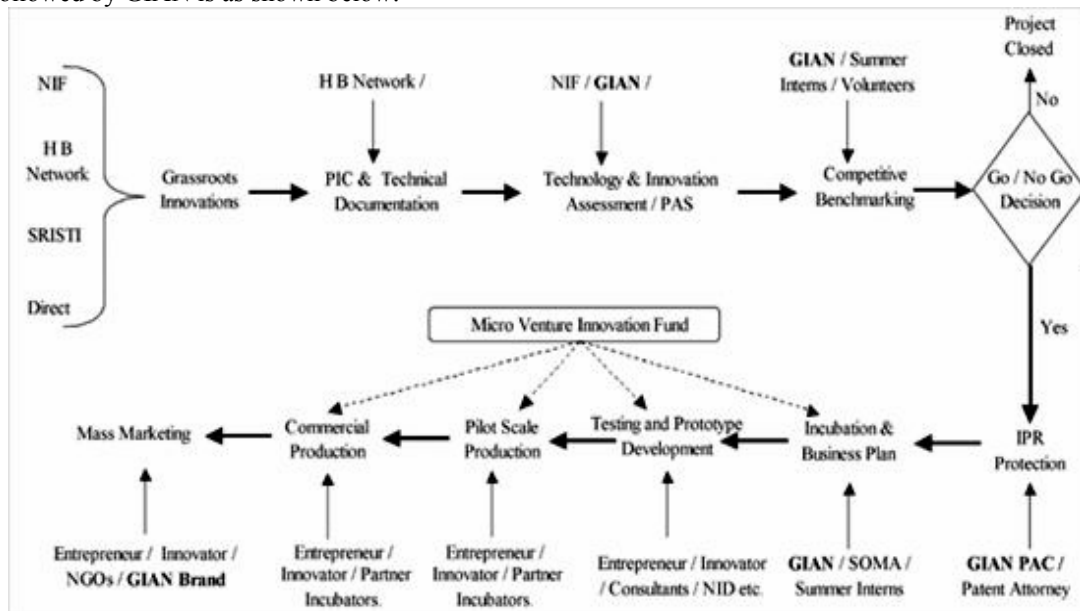 ollowed by GIAN is as shown below:
Project
Closed
NIF
H B Network /
NIF / GIAN /
GIAN / Summer
Interns / Volunteers
No
H B
Network
Grassroots
Innovations
PIC & Technical
Documentation
Technology & Innovation
Assessment / PAS
Competitive
Benchmarking
Go / No Go
Decision
SRISTI
Direct
Micro Venture Innovation Fund
Yes
Mass Marketing
Commercial
Production
Pilot Scale
Production
Testing and Prototype
Development
Incubation &
Business Plan
IPR
Protection
Entrepreneur / Innovator /
NGOs / GIAN Brand
Entrepreneur /
Innovator / Partner
Incubators.
Entrepreneur /
Innovator / Partner
Incubators.
Entrepreneur / Innovator
/ Consultants / NID etc.
GIAN / SOMA /
Summer Interns
GIAN PAC /
Patent Attorney